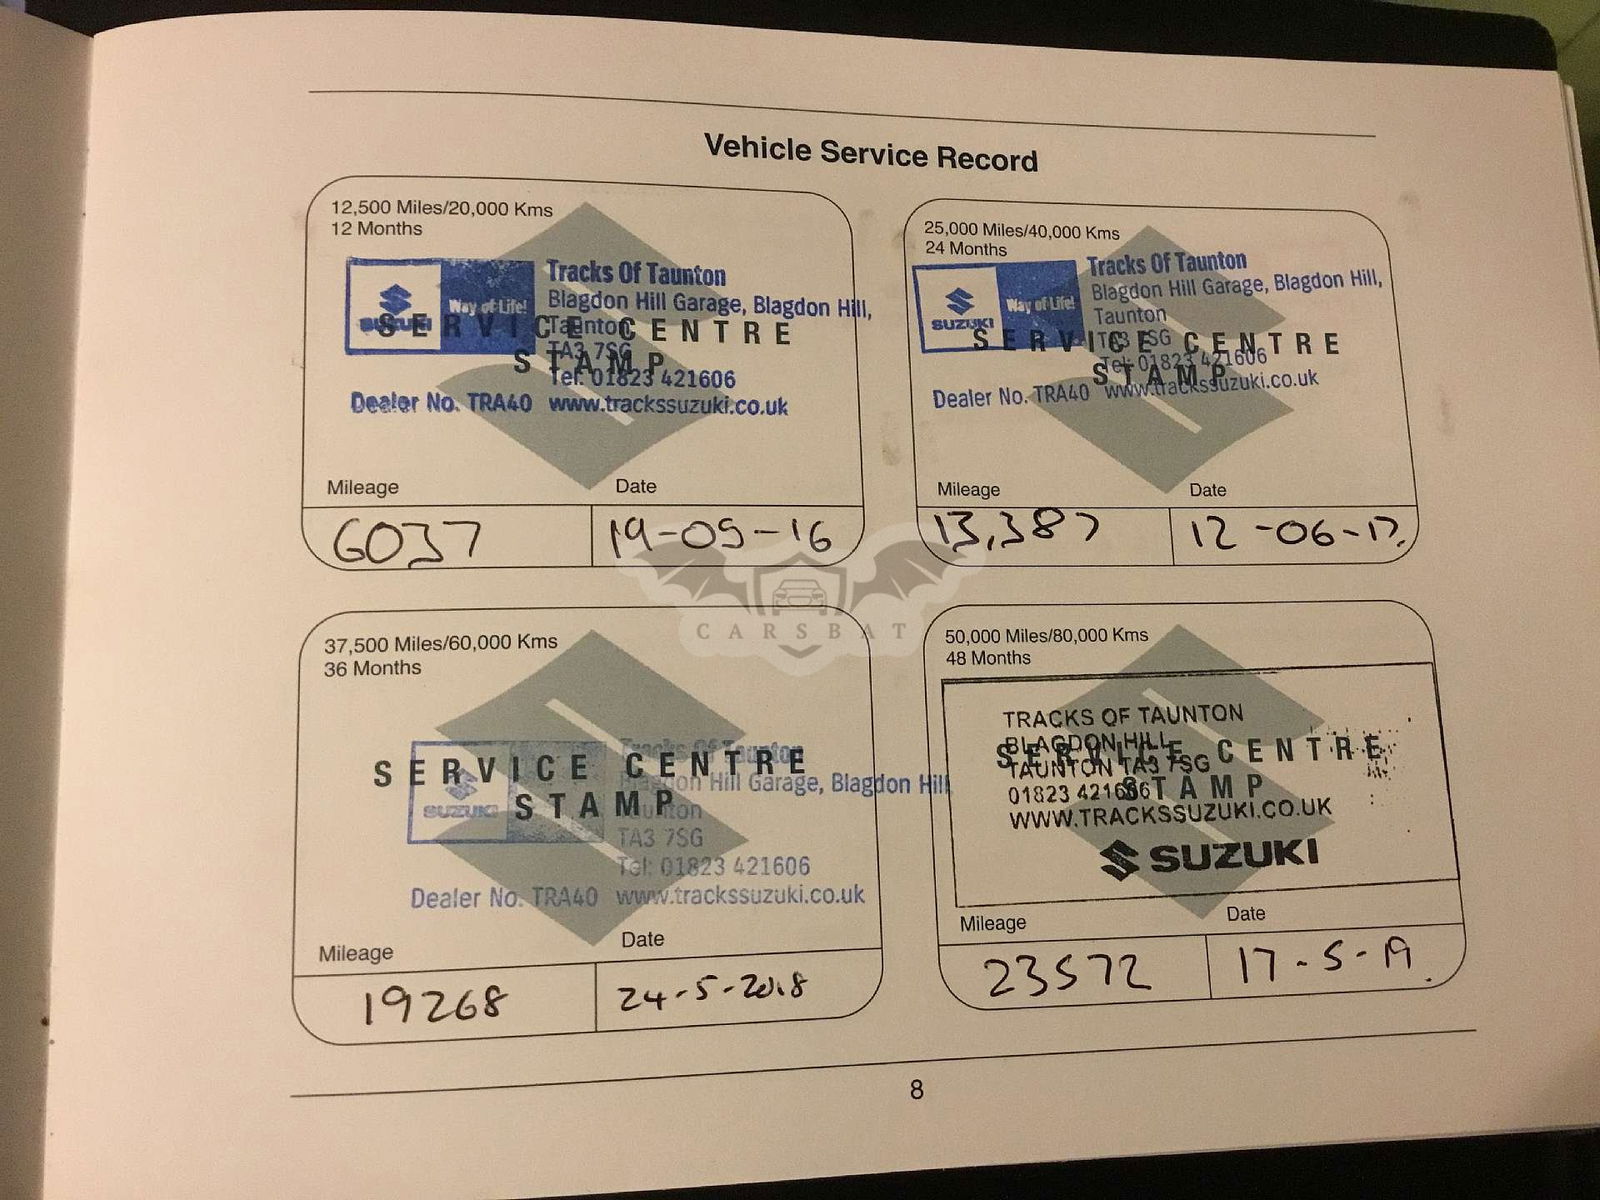 Vehicle Service Record
12,500 Miles/20,000 Kms
12 Months
SUZUKI
Way of Life!
Tracks Of Taunton
Blagdon Hill Garage, Blagdon Hill,
Taunton
TA3 7SG
Tel: 01823 421606
Dealer No. TRA40 www.trackssuzuki.co.uk
SERVICE CENTRE
STAMP
Mileage Date
6037 19-05-16
25,000 Miles/40,000 Kms
24 Months
SUZUKI
Way of Life!
Tracks Of Taunton
Blagdon Hill Garage, Blagdon Hill,
Taunton
TA3 7SG
Tel: 01823 421606
Dealer No. TRA40 www.trackssuzuki.co.uk
SERVICE CENTRE
STAMP
Mileage Date
13,387 12-06-17.
CARSBAT
37,500 Miles/60,000 Kms
36 Months
SUZUKI
Tracks Of Taunton
Blagdon Hill Garage, Blagdon Hill,
Taunton
TA3 7SG
Tel: 01823 421606
Dealer No. TRA40 www.trackssuzuki.co.uk
SERVICE CENTRE
STAMP
Mileage Date
19268 24-5-2018
50,000 Miles/80,000 Kms
48 Months
TRACKS OF TAUNTON
BLAGDON HILL
TAUNTON TA3 7SG
01823 421606
WWW.TRACKSSUZUKI.CO.UK
SUZUKI
SERVICE CENTRE
STAMP
Mileage Date
23572 17-5-19.
8